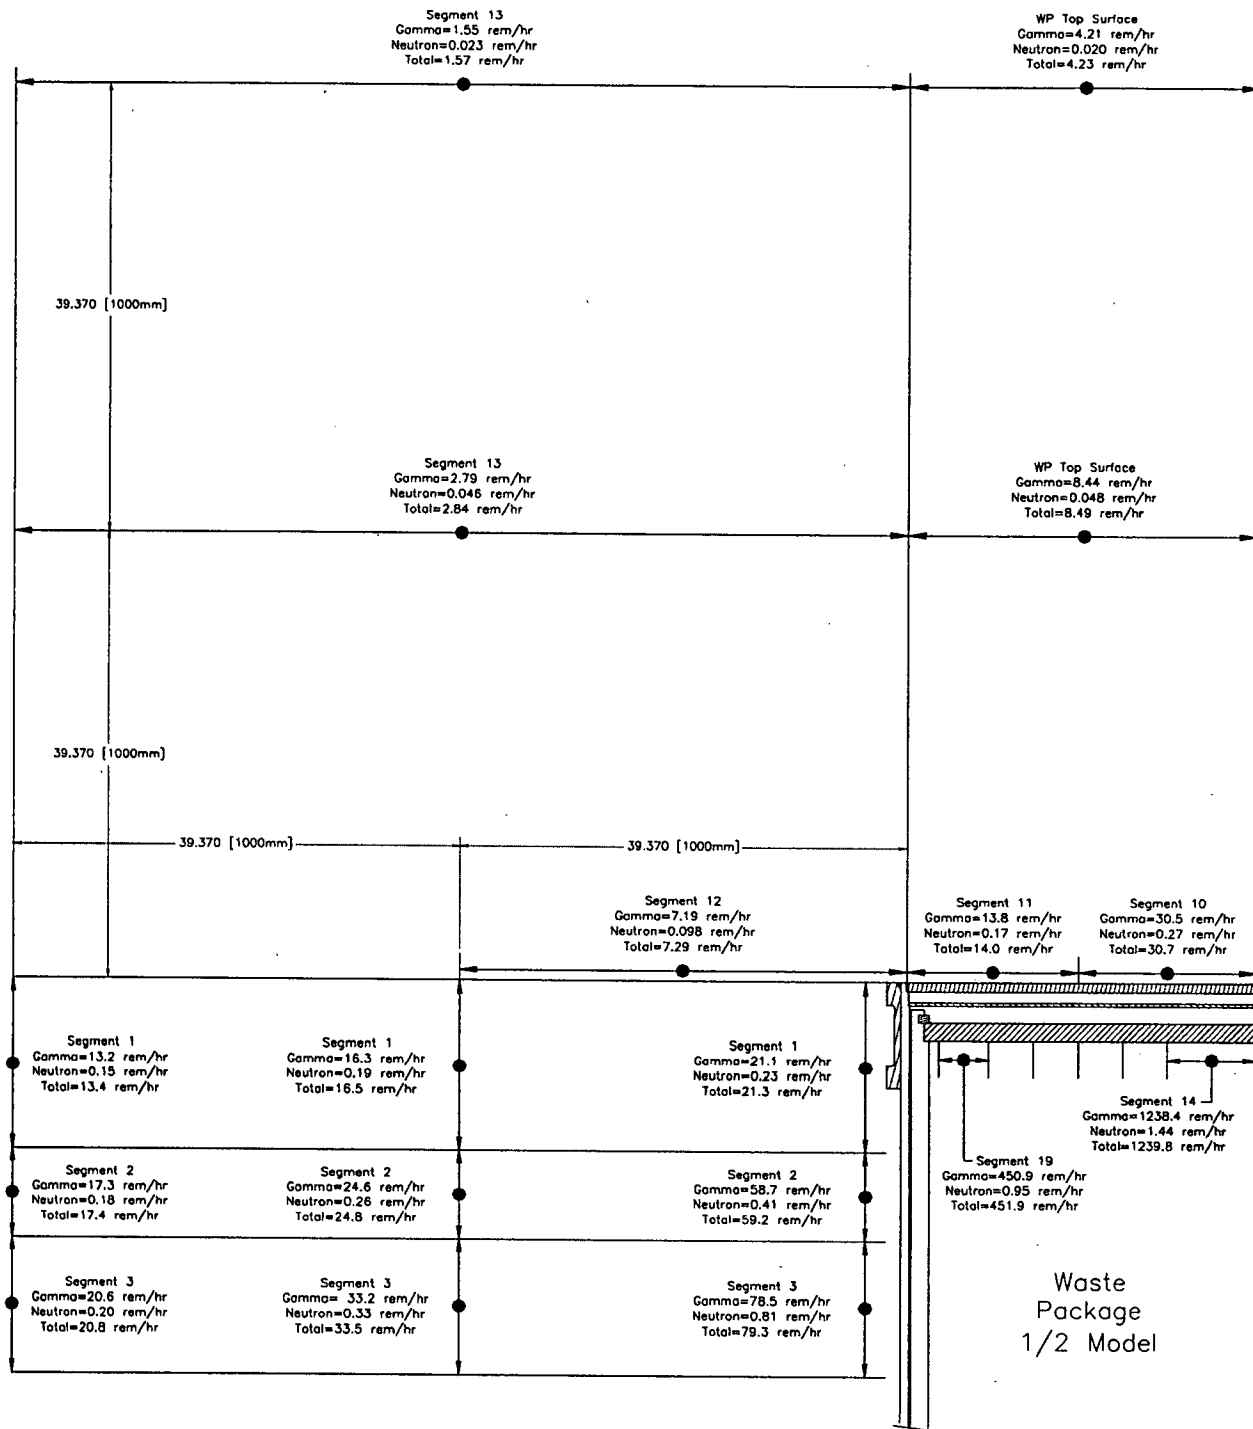 Segment 13
Gamma=1.55 rem/hr
Neutron=0.023 rem/hr
Total=1.57 rem/hr
WP Top Surface
Gamma=4.21 rem/hr
Neutron=0.020 rem/hr
Total=4.23 rem/hr
39.370 [1000mm]
Segment 13
Gamma=2.79 rem/hr
Neutron=0.046 rem/hr
Total=2.84 rem/hr
WP Top Surface
Gamma=8.44 rem/hr
Neutron=0.048 rem/hr
Total=8.49 rem/hr
39.370 [1000mm]
39.370 [1000mm]
39.370 [1000mm]
Segment 12
Gamma=7.19 rem/hr
Neutron=0.098 rem/hr
Total=7.29 rem/hr
Segment 11
Gamma=13.8 rem/hr
Neutron=0.17 rem/hr
Total=14.0 rem/hr
Segment 10
Gamma=30.5 rem/hr
Neutron=0.27 rem/hr
Total=30.7 rem/hr
Segment 1
Gamma=13.2 rem/hr
Neutron=0.15 rem/hr
Total=13.4 rem/hr
Segment 1
Gamma=16.3 rem/hr
Neutron=0.19 rem/hr
Total=16.5 rem/hr
Segment 1
Gamma=21.1 rem/hr
Neutron=0.23 rem/hr
Total=21.3 rem/hr
Segment 14
Gamma=1238.4 rem/hr
Neutron=1.44 rem/hr
Total=1239.8 rem/hr
Segment 19
Gamma=450.9 rem/hr
Neutron=0.95 rem/hr
Total=451.9 rem/hr
Segment 2
Gamma=17.3 rem/hr
Neutron=0.18 rem/hr
Total=17.4 rem/hr
Segment 2
Gamma=24.6 rem/hr
Neutron=0.26 rem/hr
Total=24.8 rem/hr
Segment 2
Gamma=58.7 rem/hr
Neutron=0.41 rem/hr
Total=59.2 rem/hr
Segment 3
Gamma=20.6 rem/hr
Neutron=0.20 rem/hr
Total=20.8 rem/hr
Segment 3
Gamma= 33.2 rem/hr
Neutron=0.33 rem/hr
Total=33.5 rem/hr
Segment 3
Gamma=78.5 rem/hr
Neutron=0.81 rem/hr
Total=79.3 rem/hr
Waste
Package
1/2 Model